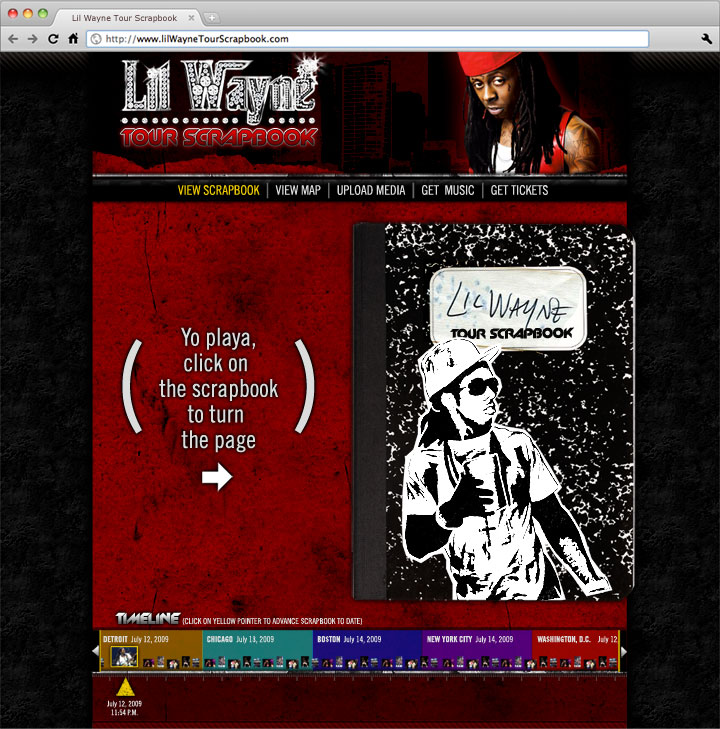 Lil Wayne Tour Scrapbook
http://www.lilWayneTourScrapbook.com
Lil Wayne
TOUR SCRAPBOOK
VIEW SCRAPBOOK | VIEW MAP | UPLOAD MEDIA | GET MUSIC | GET TICKETS
LIL WAYNE
TOUR SCRAPBOOK
Yo playa,
click on
the scrapbook
to turn
the page
TIMELINE (CLICK ON YELLOW POINTER TO ADVANCE SCRAPBOOK TO DATE)
DETROIT July 12, 2009 CHICAGO July 13, 2009 BOSTON July 14, 2009 NEW YORK CITY July 14, 2009 WASHINGTON, D.C. July 12
July 12, 2009
11:54 P.M.